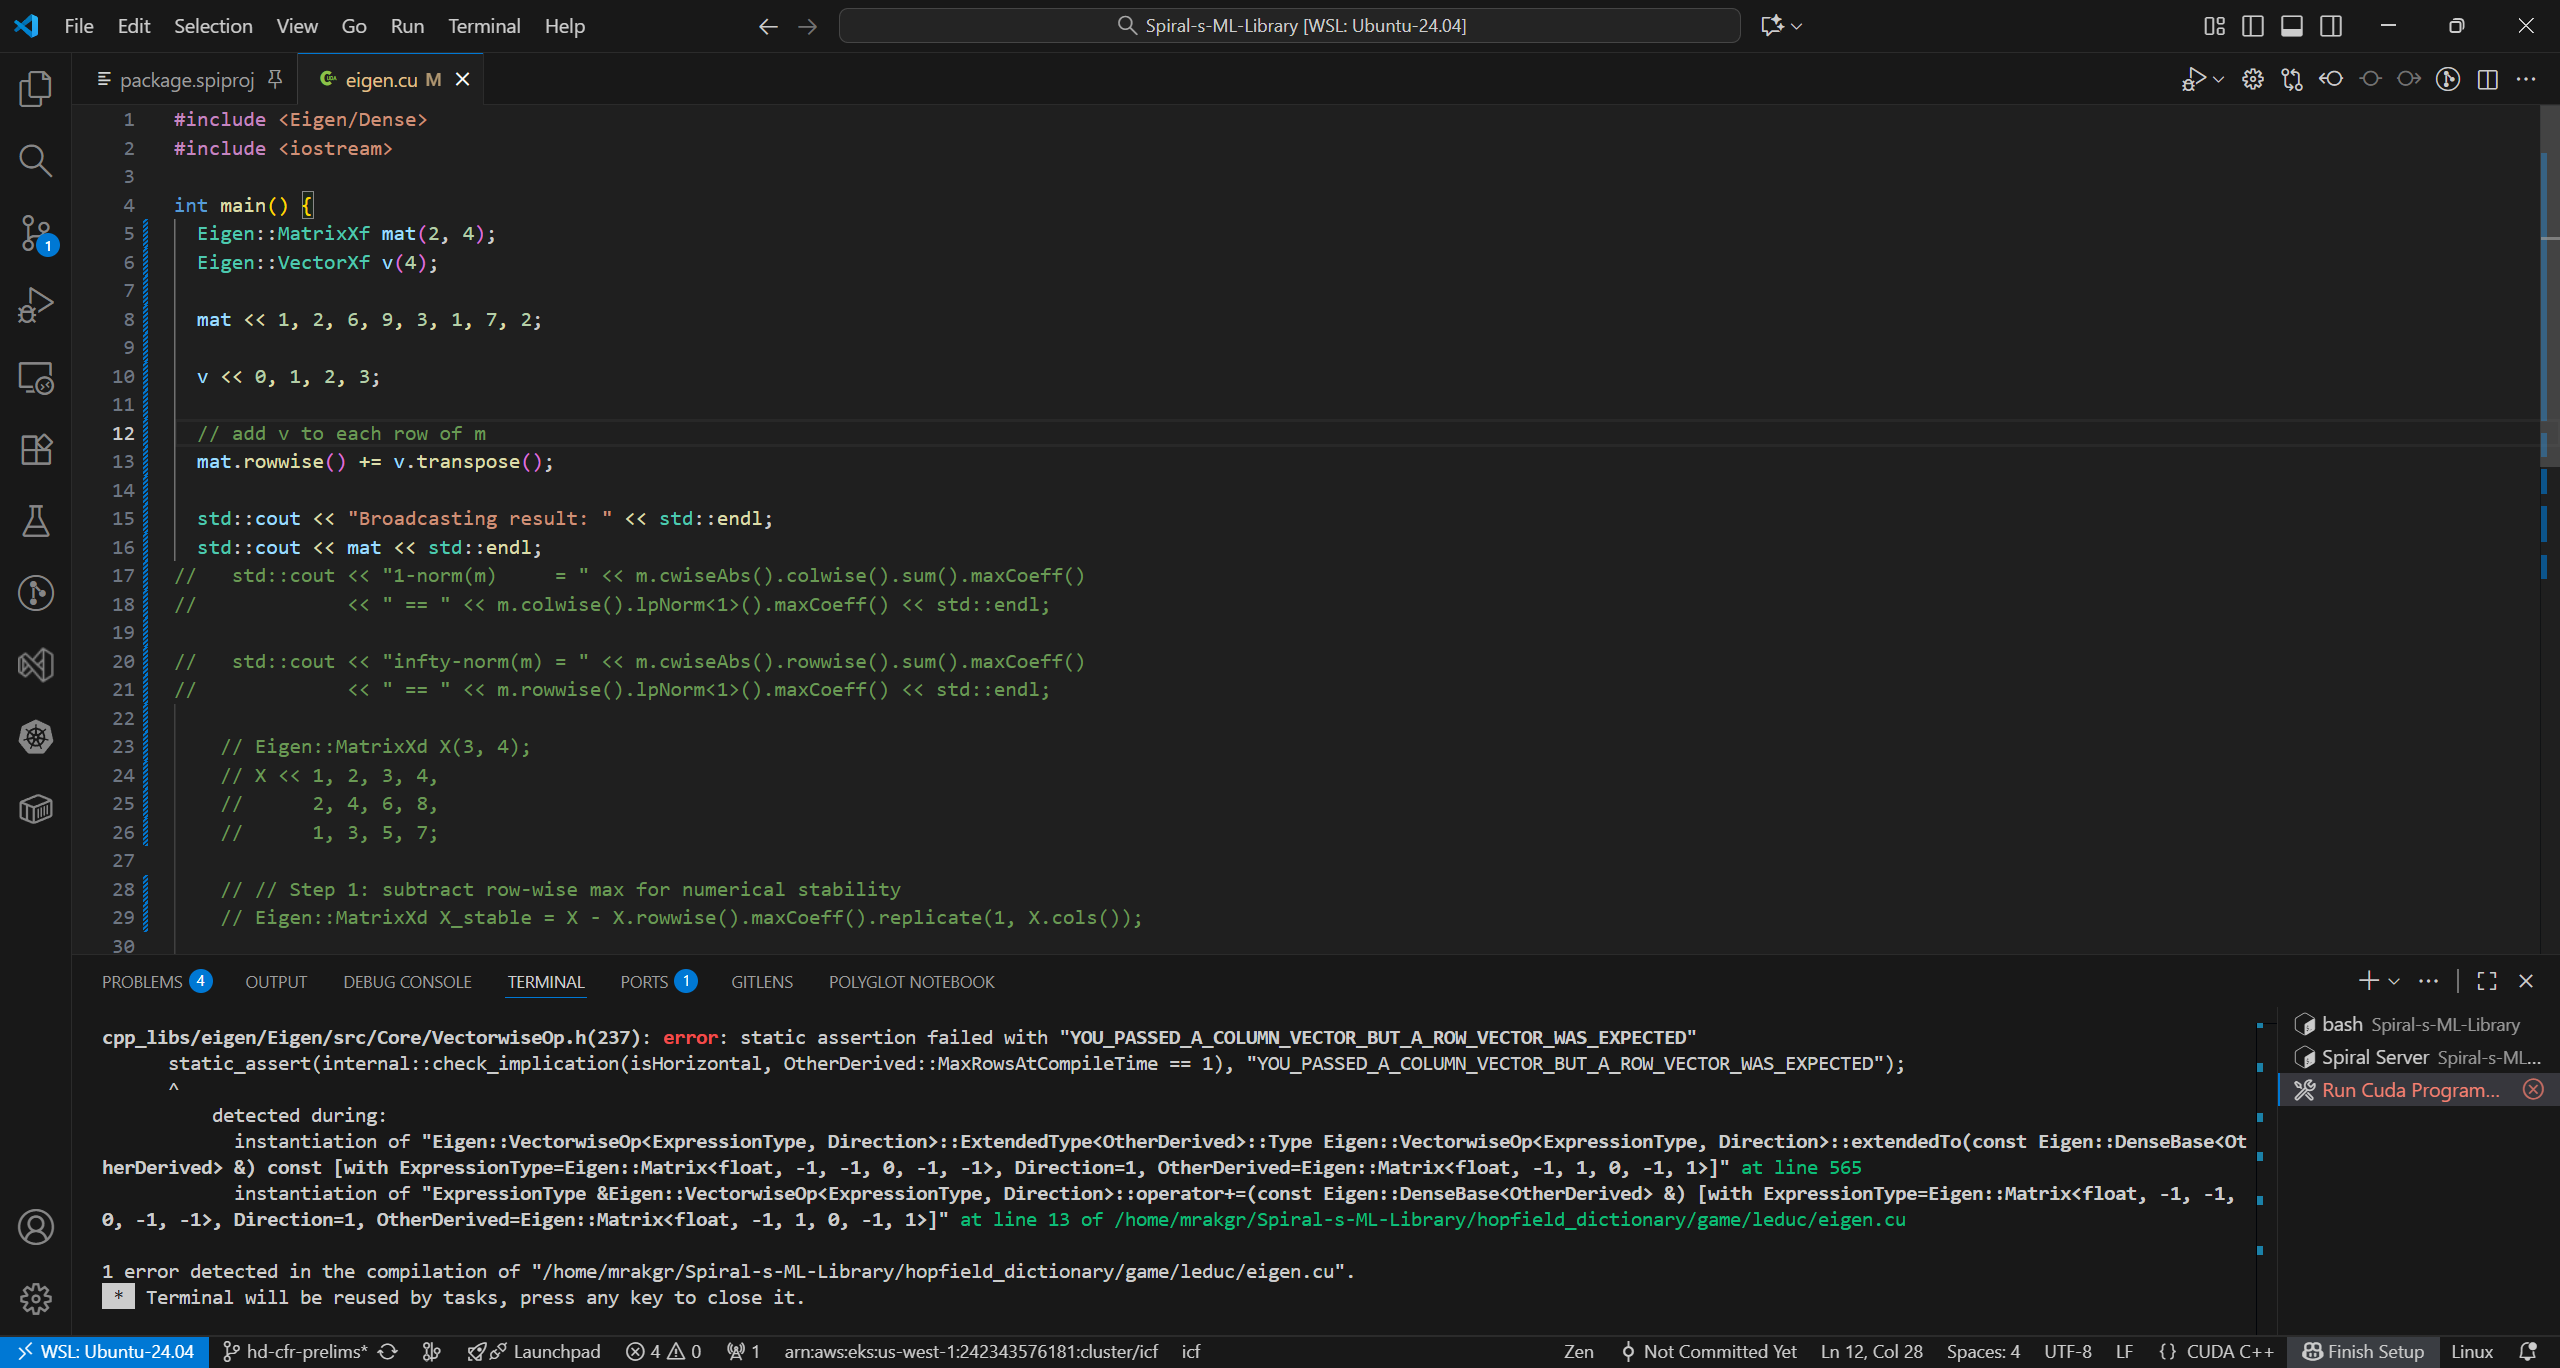 File Edit Selection View Go Run Terminal Help
Spiral-s-ML-Library [WSL: Ubuntu-24.04]
package.spiproj
eigen.cu M
1 #include <Eigen/Dense>
2 #include <iostream>
3
4 int main() {
5   Eigen::MatrixXf mat(2, 4);
6   Eigen::VectorXf v(4);
7
8   mat << 1, 2, 6, 9, 3, 1, 7, 2;
9
10   v << 0, 1, 2, 3;
11
12   // add v to each row of m
13   mat.rowwise() += v.transpose();
14
15   std::cout << "Broadcasting result: " << std::endl;
16   std::cout << mat << std::endl;
17 //   std::cout << "1-norm(m)     = " << m.cwiseAbs().colwise().sum().maxCoeff()
18 //             << " == " << m.colwise().lpNorm<1>().maxCoeff() << std::endl;
19
20 //   std::cout << "infty-norm(m) = " << m.cwiseAbs().rowwise().sum().maxCoeff()
21 //             << " == " << m.rowwise().lpNorm<1>().maxCoeff() << std::endl;
22
23     // Eigen::MatrixXd X(3, 4);
24     // X << 1, 2, 3, 4,
25     //      2, 4, 6, 8,
26     //      1, 3, 5, 7;
27
28     // // Step 1: subtract row-wise max for numerical stability
29     // Eigen::MatrixXd X_stable = X - X.rowwise().maxCoeff().replicate(1, X.cols());
30
PROBLEMS 4 OUTPUT DEBUG CONSOLE TERMINAL PORTS 1 GITLENS POLYGLOT NOTEBOOK
cpp_libs/eigen/Eigen/src/Core/VectorwiseOp.h(237): error: static assertion failed with "YOU_PASSED_A_COLUMN_VECTOR_BUT_A_ROW_VECTOR_WAS_EXPECTED"
      static_assert(internal::check_implication(isHorizontal, OtherDerived::MaxRowsAtCompileTime == 1), "YOU_PASSED_A_COLUMN_VECTOR_BUT_A_ROW_VECTOR_WAS_EXPECTED");
      ^
          detected during:
            instantiation of "Eigen::VectorwiseOp<ExpressionType, Direction>::ExtendedType<OtherDerived>::Type Eigen::VectorwiseOp<ExpressionType, Direction>::extendedTo(const Eigen::DenseBase<Ot
herDerived> &) const [with ExpressionType=Eigen::Matrix<float, -1, -1, 0, -1, -1>, Direction=1, OtherDerived=Eigen::Matrix<float, -1, 1, 0, -1, 1>]" at line 565
            instantiation of "ExpressionType &Eigen::VectorwiseOp<ExpressionType, Direction>::operator+=(const Eigen::DenseBase<OtherDerived> &) [with ExpressionType=Eigen::Matrix<float, -1, -1,
0, -1, -1>, Direction=1, OtherDerived=Eigen::Matrix<float, -1, 1, 0, -1, 1>]" at line 13 of /home/mrakgr/Spiral-s-ML-Library/hopfield_dictionary/game/leduc/eigen.cu
1 error detected in the compilation of "/home/mrakgr/Spiral-s-ML-Library/hopfield_dictionary/game/leduc/eigen.cu".
* Terminal will be reused by tasks, press any key to close it.
bash Spiral-s-ML-Library
Spiral Server Spiral-s-ML...
Run Cuda Program...
1
WSL: Ubuntu-24.04 hd-cfr-prelims* Launchpad 4 0 1 arn:aws:eks:us-west-1:242343576181:cluster/icf icf Zen Not Committed Yet Ln 12, Col 28 Spaces: 4 UTF-8 LF {} CUDA C++ Finish Setup Linux